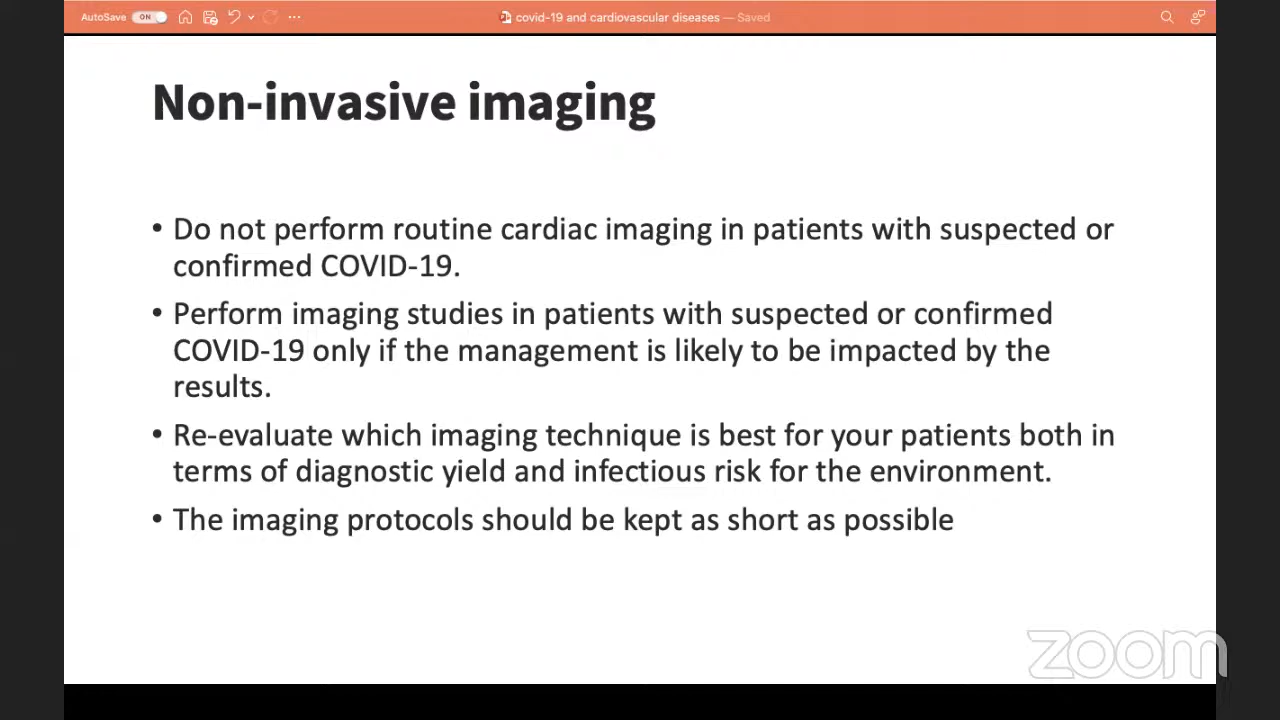 AutoSave ON covid-19 and cardiovascular diseases — Saved
Non-invasive imaging
• Do not perform routine cardiac imaging in patients with suspected or
confirmed COVID-19.
• Perform imaging studies in patients with suspected or confirmed
COVID-19 only if the management is likely to be impacted by the
results.
• Re-evaluate which imaging technique is best for your patients both in
terms of diagnostic yield and infectious risk for the environment.
• The imaging protocols should be kept as short as possible
zoom